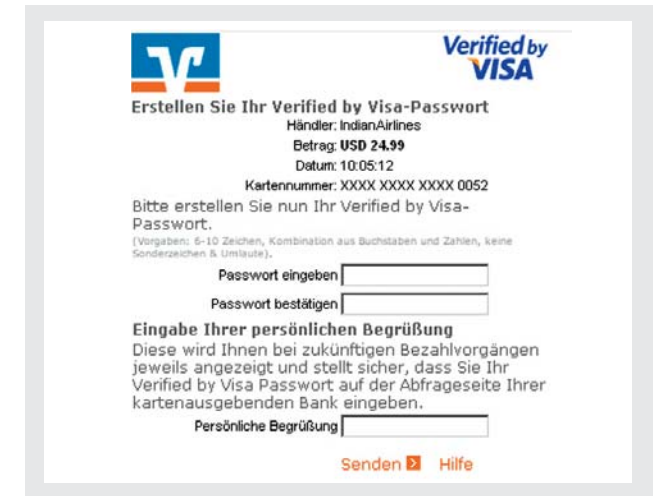 Verified by
VISA
Erstellen Sie Ihr Verified by Visa-Passwort
Händler: IndianAirlines
Betrag: USD 24.99
Datum: 10:05:12
Kartennummer: XXXX XXXX XXXX 0052
Bitte erstellen Sie nun Ihr Verified by Visa-
Passwort.
(Vorgaben: 6-10 Zeichen, Kombination aus Buchstaben und Zahlen, keine
Sonderzeichen & Umlaute).
Passwort eingeben
Passwort bestätigen
Eingabe Ihrer persönlichen Begrüßung
Diese wird Ihnen bei zukünftigen Bezahlvorgängen
jeweils angezeigt und stellt sicher, dass Sie Ihr
Verified by Visa Passwort auf der Abfrageseite Ihrer
kartenausgebenden Bank eingeben.
Persönliche Begrüßung
Senden Hilfe